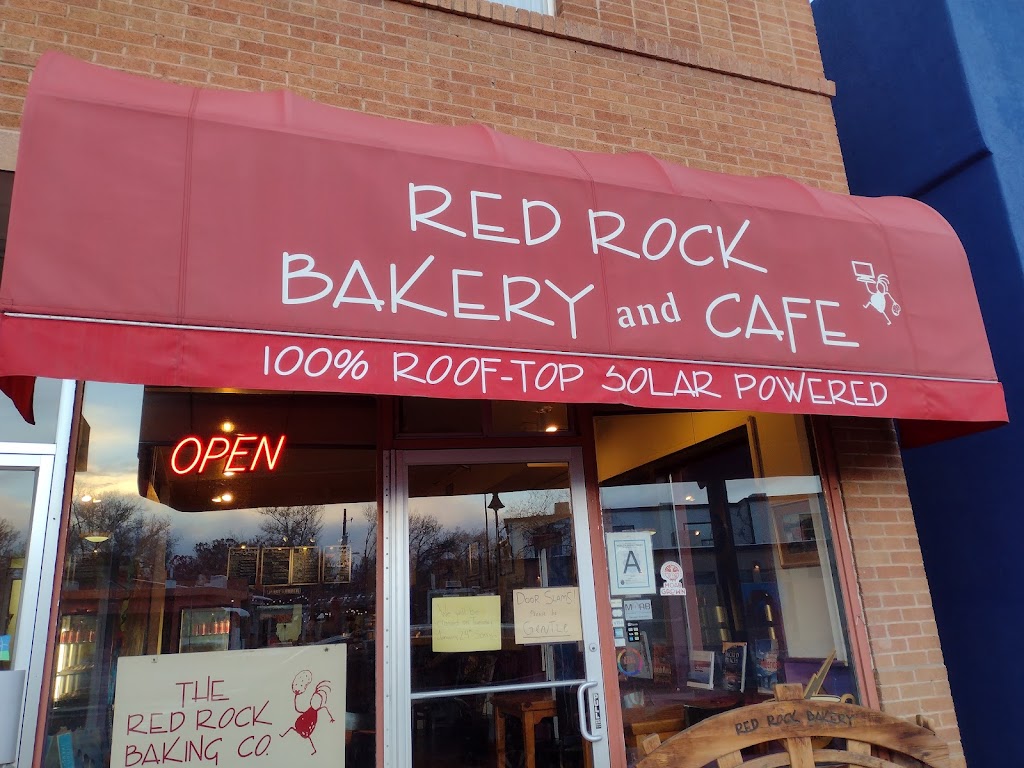 RED ROCK
BAKERY and CAFE
100% ROOF-TOP SOLAR POWERED
OPEN
A
DOOR SLAMS!
GENTLE
THE
RED ROCK
BAKING CO.
RED ROCK BAKERY